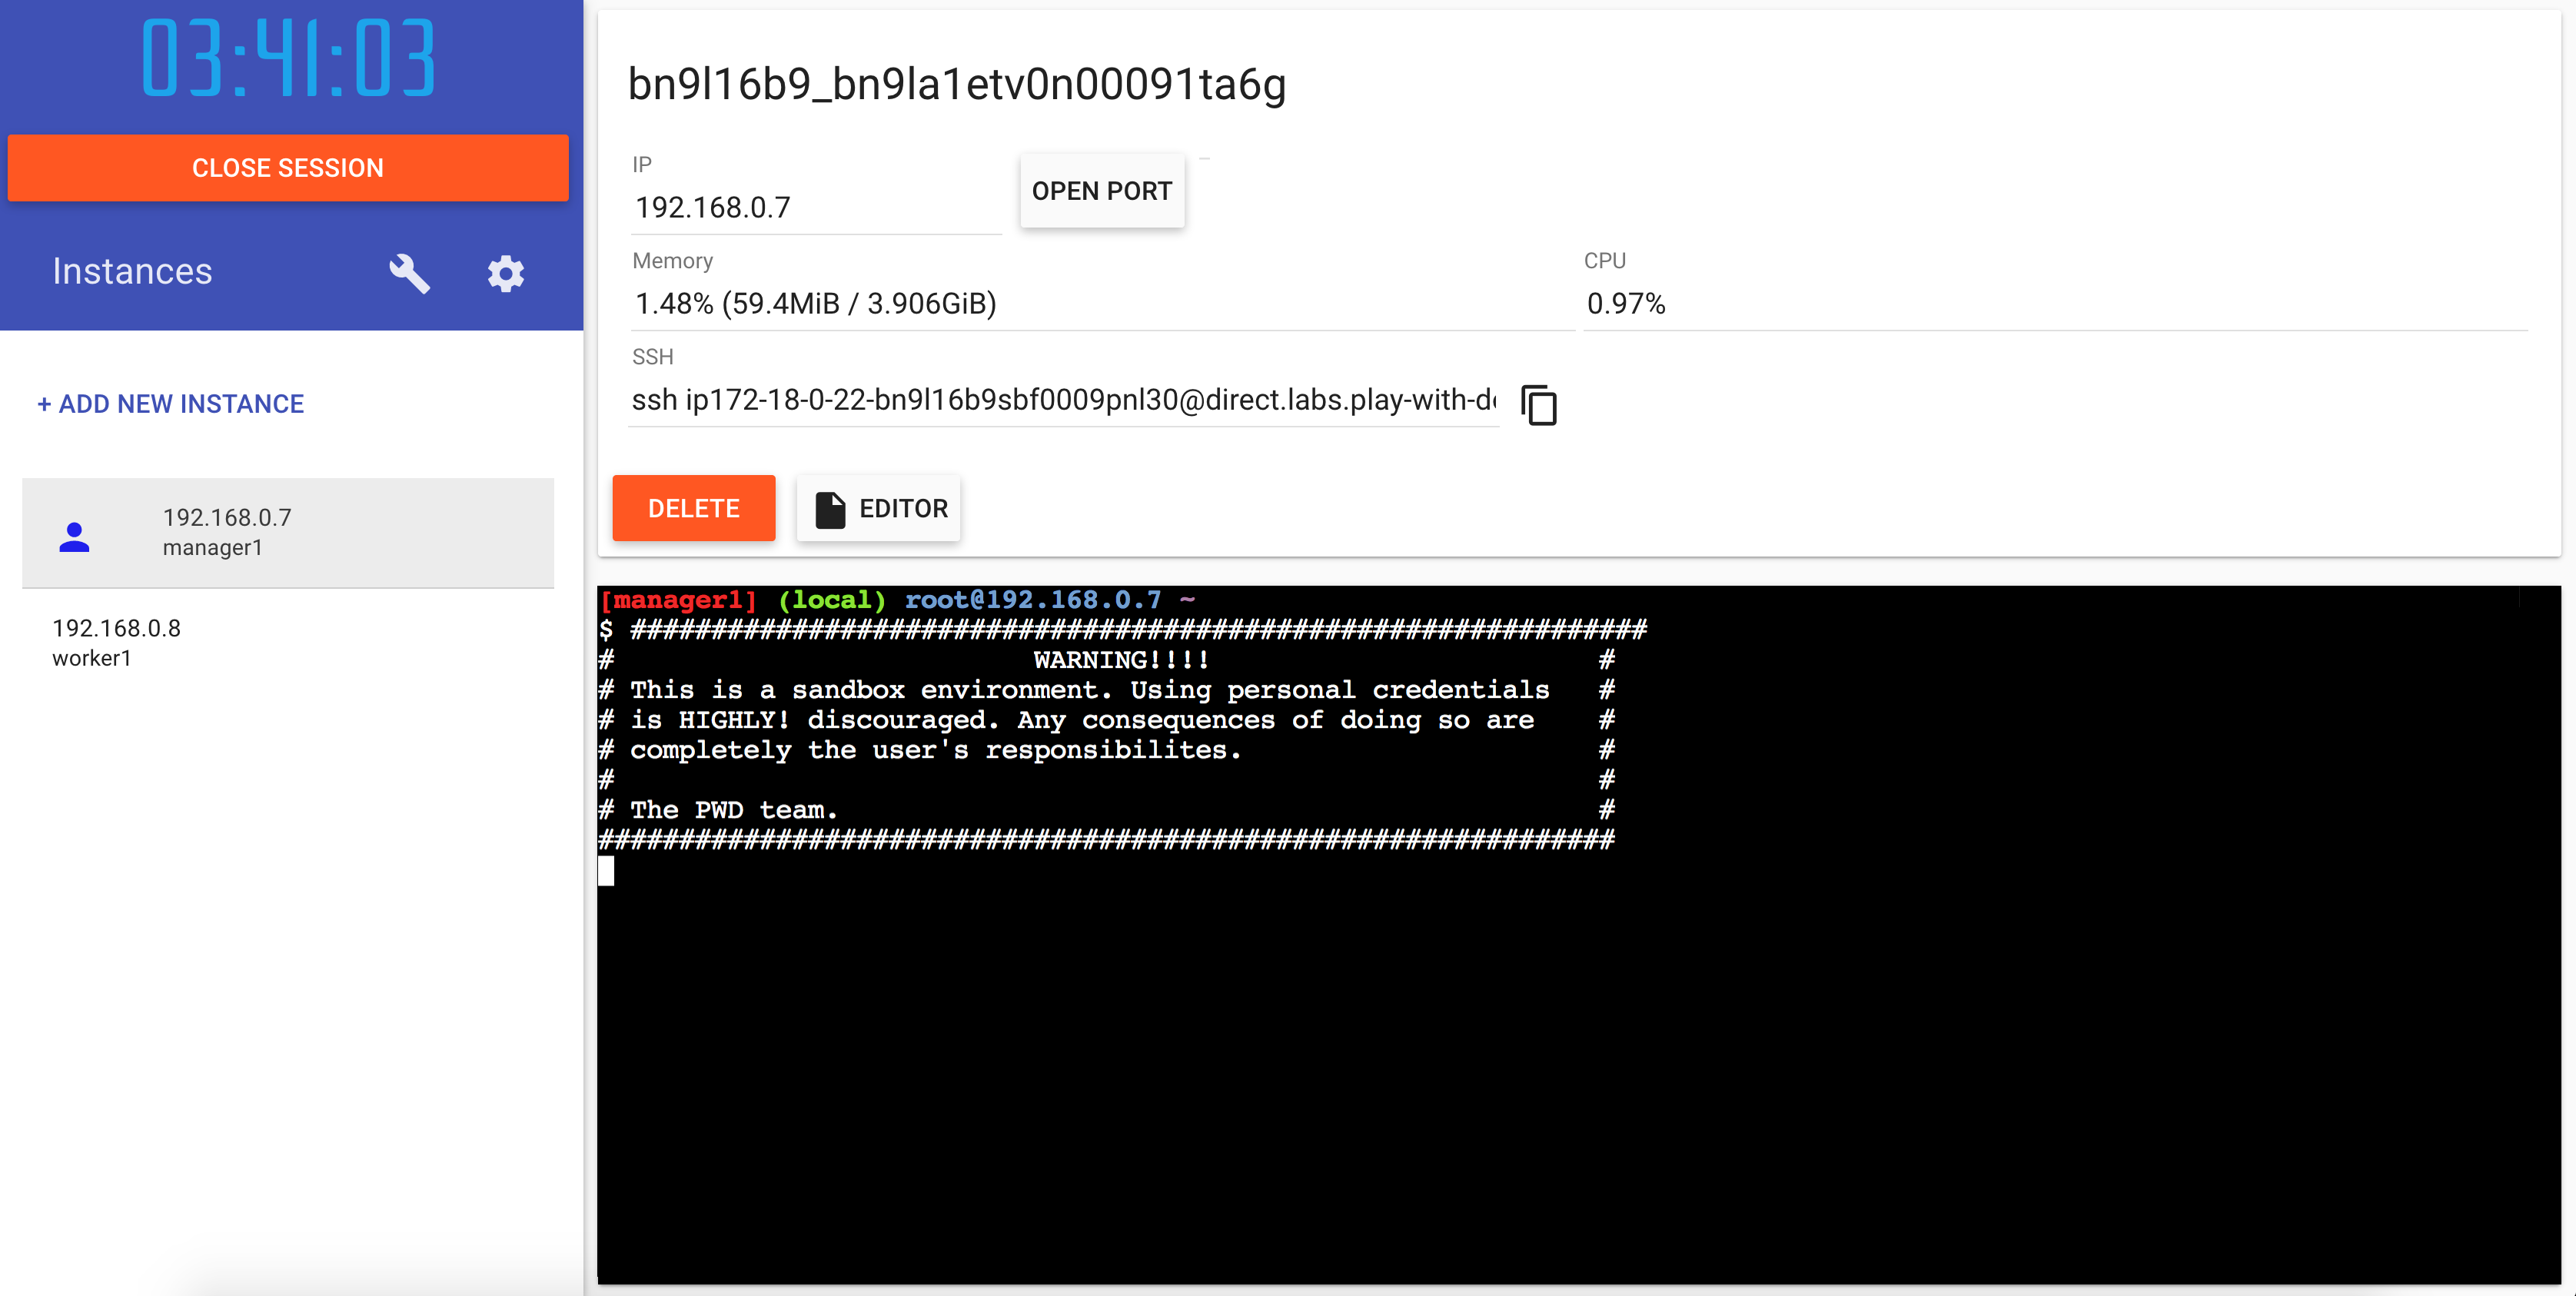 03:41:03
CLOSE SESSION
Instances
+ ADD NEW INSTANCE
192.168.0.7
manager1
192.168.0.8
worker1
bn9l16b9_bn9la1etv0n00091ta6g
IP
192.168.0.7
OPEN PORT
Memory
1.48% (59.4MiB / 3.906GiB)
CPU
0.97%
SSH
ssh ip172-18-0-22-bn9l16b9sbf0009pnl30@direct.labs.play-with-d
DELETE
EDITOR
[manager1] (local) root@192.168.0.7 ~
$ ###############################################################
#                          WARNING!!!!                        #
# This is a sandbox environment. Using personal credentials   #
# is HIGHLY! discouraged. Any consequences of doing so are    #
# completely the user's responsibilites.                      #
#                                                             #
# The PWD team.                                               #
###############################################################